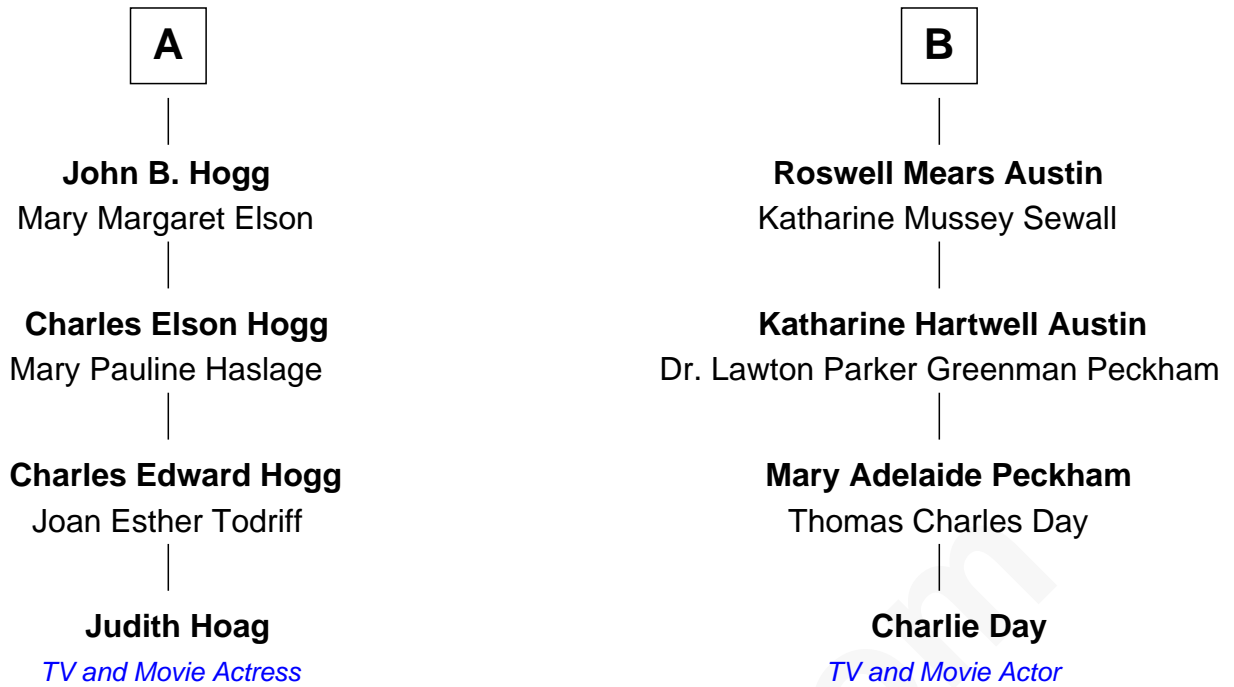 A
John B. Hogg
Mary Margaret Elson
Charles Elson Hogg
Mary Pauline Haslage
Charles Edward Hogg
Joan Esther Todriff
Judith Hoag
TV and Movie Actress
B
Roswell Mears Austin
Katharine Mussey Sewall
Katharine Hartwell Austin
Dr. Lawton Parker Greenman Peckham
Mary Adelaide Peckham
Thomas Charles Day
Charlie Day
TV and Movie Actor